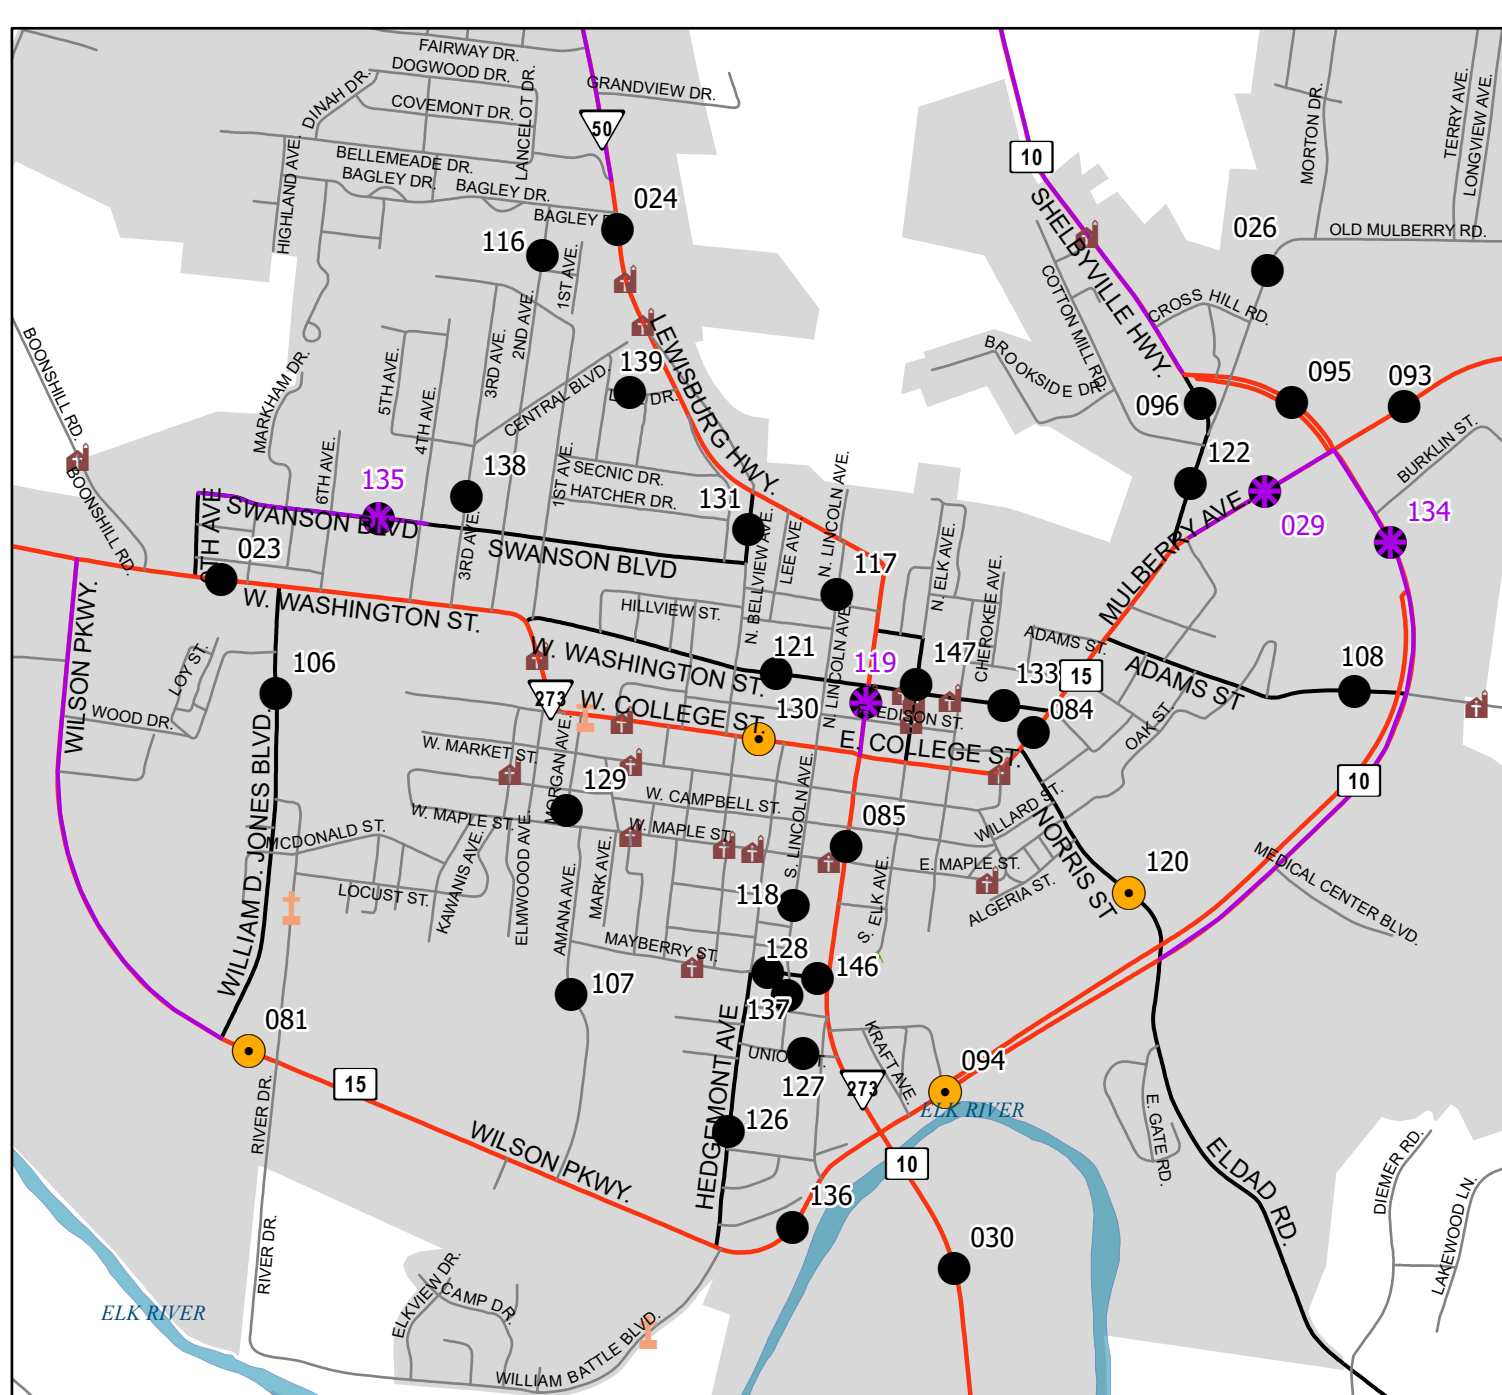 FAIRWAY DR.
DOGWOOD DR.
GRANDVIEW DR.
DINAH DR.
COVEMONT DR.
LANCELOT DR.
50
10
MORTON DR.
TERRY AVE.
LONGVIEW AVE.
HIGHLAND AVE.
BELLEMEADE DR.
BAGLEY DR.
BAGLEY DR.
BAGLEY
024
116
1ST AVE.
SHELBYVILLE HWY.
026
OLD MULBERRY RD.
COTTON MILL RD.
CROSS HILL RD.
BOONSHILL RD.
MARKHAM DR.
5TH AVE.
4TH AVE.
3RD AVE.
2ND AVE.
CENTRAL BLVD.
139
DR.
LEWISBURG HWY.
BROOKSIDE DR.
096
095
093
BURKLIN ST.
BOONSHILL RD.
6TH AVE.
135
138
1ST AVE.
SECNIC DR.
HATCHER DR.
131
122
029
134
9TH AVE
SWANSON BLVD
3RD AVE.
SWANSON BLVD
N. BELLVIEW AVE.
LEE AVE.
N. LINCOLN AVE.
117
N. ELK AVE.
CHEROKEE AVE.
MULBERRY AVE
023
W. WASHINGTON ST.
HILLVIEW ST.
WILSON PKWY.
LOY ST.
WOOD DR.
106
W. WASHINGTON ST.
121
N. LINCOLN AVE.
119
147
133
ADAMS ST.
15
ADAMS ST
108
273
W. COLLEGE ST.
130
EDISON ST.
E. COLLEGE ST.
084
OAK ST.
10
W. MARKET ST.
MORGAN AVE.
129
W. CAMPBELL ST.
S. LINCOLN AVE.
085
WILLARD ST.
NORRIS ST
WILLIAM D. JONES BLVD.
MCDONALD ST.
W. MAPLE ST.
W. MAPLE ST.
E. MAPLE ST.
ALGERIA ST.
120
MEDICAL CENTER BLVD.
LOCUST ST.
KAWANIS AVE.
ELMWOOD AVE.
AMANA AVE.
MARK AVE.
118
S. ELK AVE.
MAYBERRY ST.
128
146
107
137
081
HEDGEMONT AVE
UNION ST.
127
KRAFT AVE.
273
094
ELK RIVER
15
RIVER DR.
126
WILSON PKWY.
10
E. GATE RD.
ELDAD RD.
DIEMER RD.
LAKEWOOD LN.
136
030
RIVER DR.
ELK RIVER
ELKVIEW DR.
CAMP DR.
WILLIAM BATTLE BLVD.